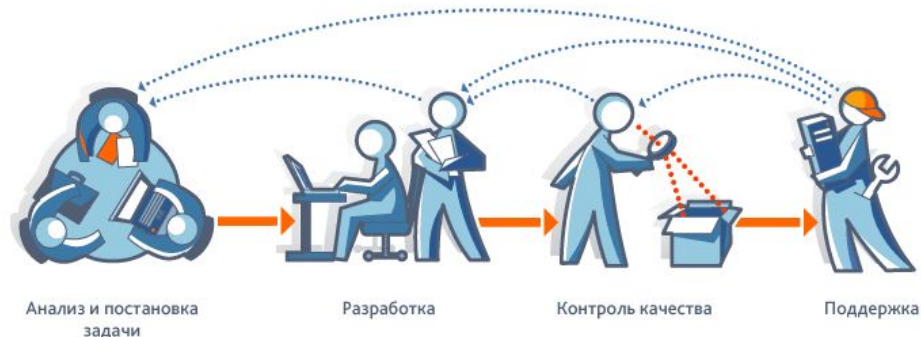 Анализ и постановка
задачи
Разработка
Контроль качества
Поддержка